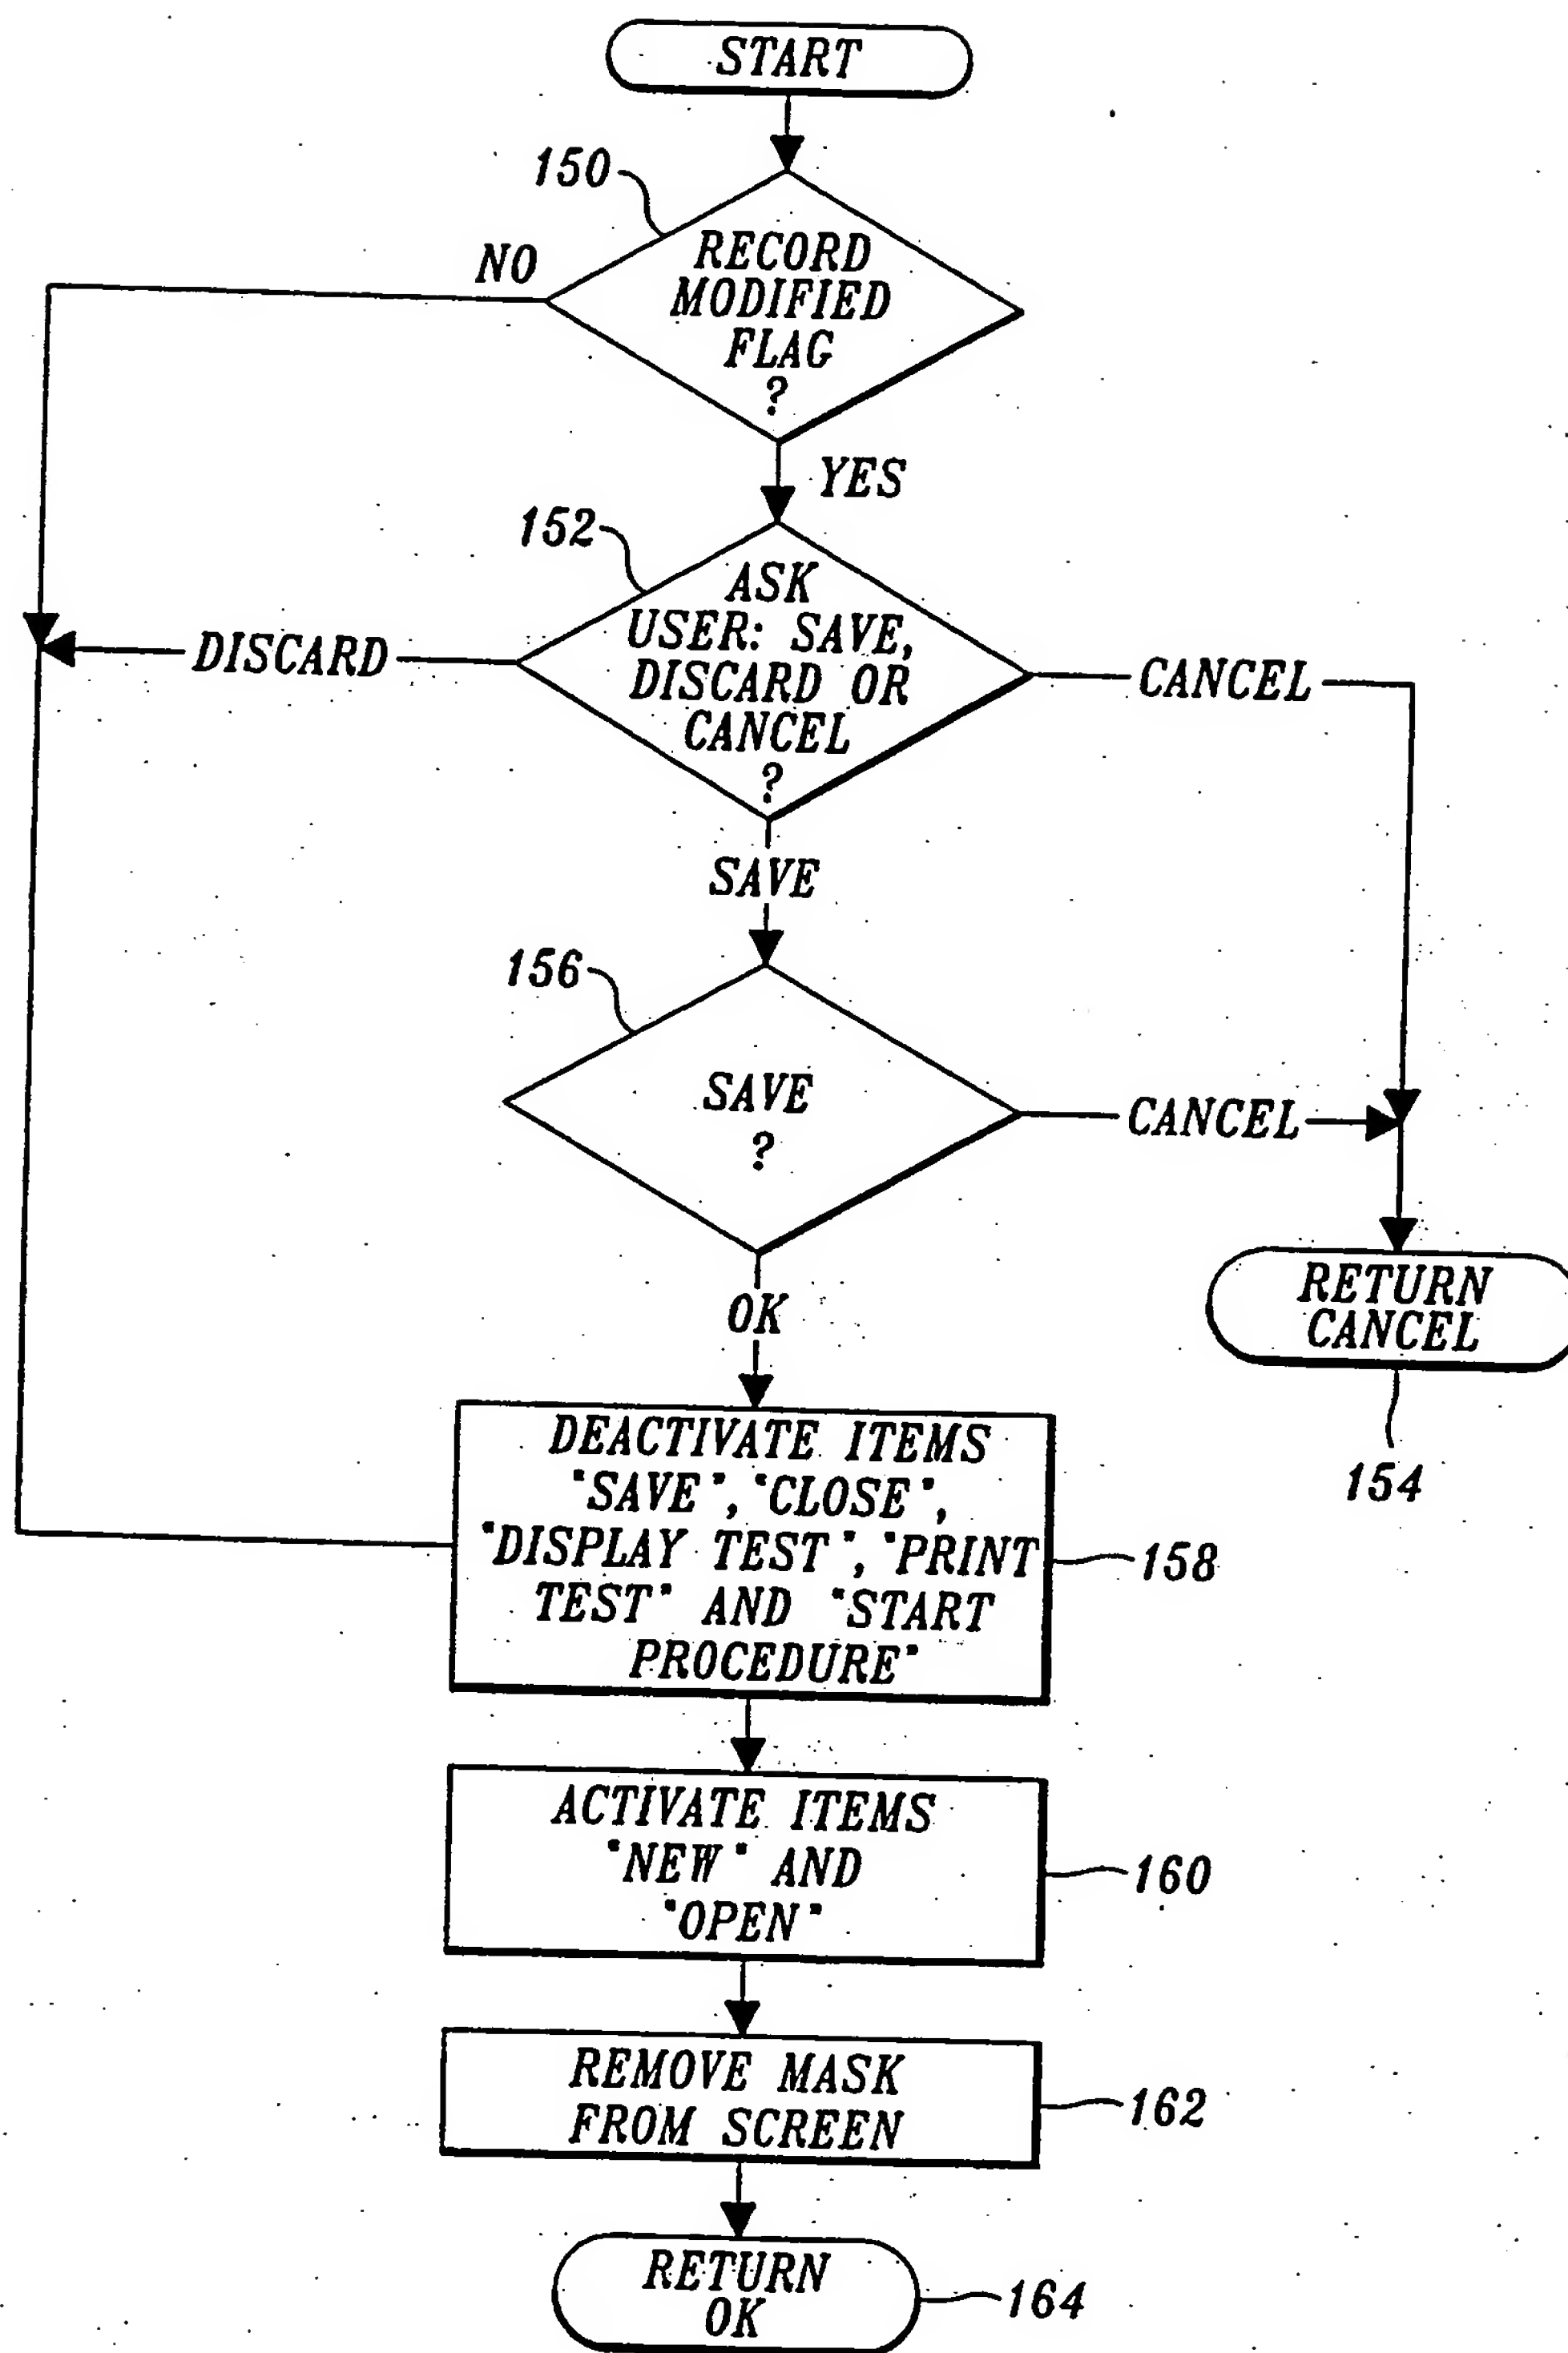 START
150
NO
RECORD
MODIFIED
FLAG
?
YES
152
ASK
USER: SAVE,
DISCARD OR
CANCEL
?
DISCARD
CANCEL
SAVE
156
SAVE
?
CANCEL
OK
RETURN
CANCEL
154
DEACTIVATE ITEMS
"SAVE", "CLOSE",
"DISPLAY TEST", "PRINT
TEST" AND "START
PROCEDURE"
158
ACTIVATE ITEMS
"NEW" AND
"OPEN"
160
REMOVE MASK
FROM SCREEN
162
RETURN
OK
164